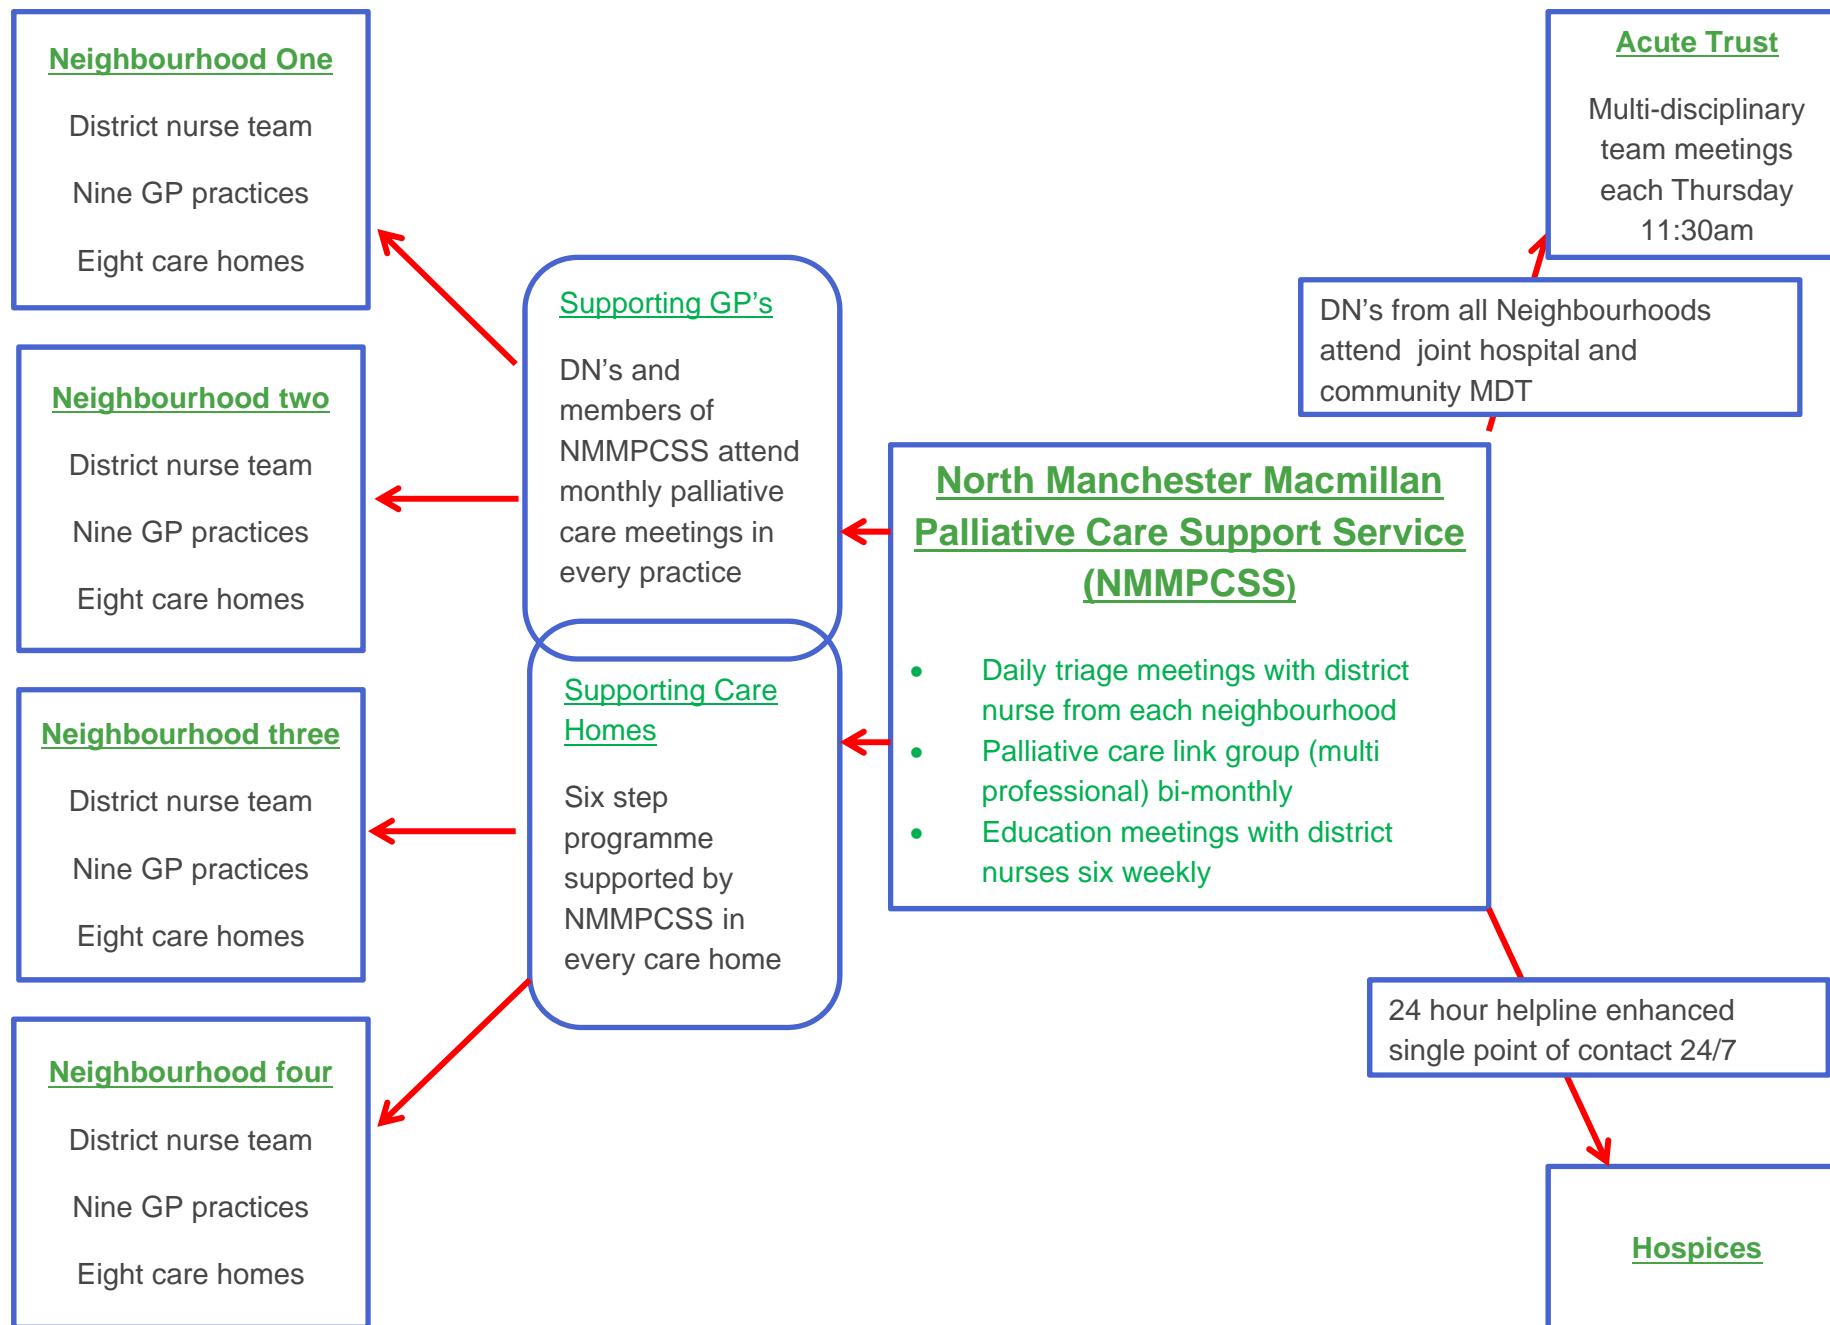 Neighbourhood One
District nurse team
Nine GP practices
Eight care homes
Neighbourhood two
District nurse team
Nine GP practices
Eight care homes
Neighbourhood three
District nurse team
Nine GP practices
Eight care homes
Neighbourhood four
District nurse team
Nine GP practices
Eight care homes
Supporting GP’s
DN’s and
members of
NMMPCSS attend
monthly palliative
care meetings in
every practice
Supporting Care
Homes
Six step
programme
supported by
NMMPCSS in
every care home
North Manchester Macmillan
Palliative Care Support Service
(NMMPCSS)
• Daily triage meetings with district
nurse from each neighbourhood
• Palliative care link group (multi
professional) bi-monthly
• Education meetings with district
nurses six weekly
Acute Trust
Multi-disciplinary
team meetings
each Thursday
11:30am
DN’s from all Neighbourhoods
attend  joint hospital and
community MDT
24 hour helpline enhanced
single point of contact 24/7
Hospices